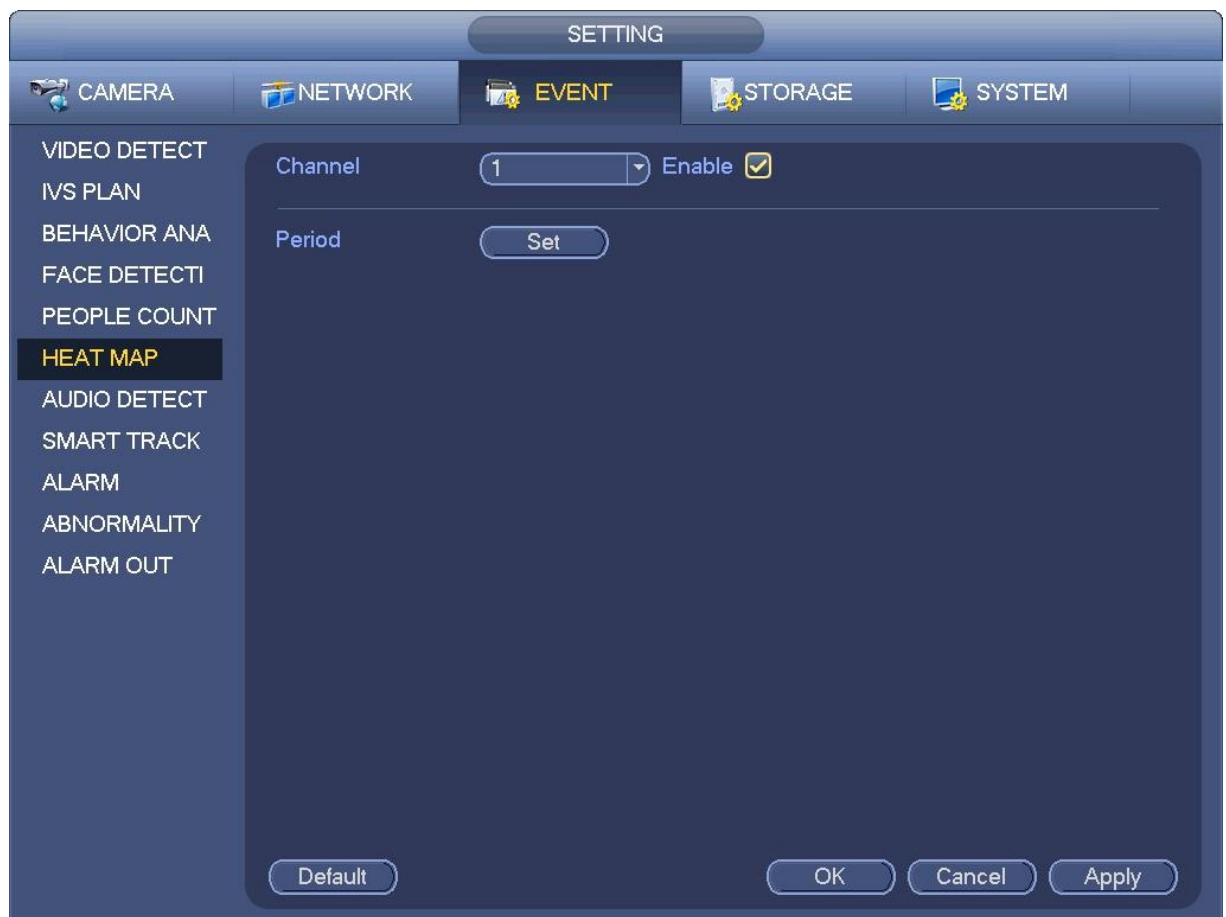 SETTING
CAMERA NETWORK EVENT STORAGE SYSTEM
VIDEO DETECT
IVS PLAN
BEHAVIOR ANA
FACE DETECTI
PEOPLE COUNT
HEAT MAP
AUDIO DETECT
SMART TRACK
ALARM
ABNORMALITY
ALARM OUT
Channel 1 Enable
Period Set
Default OK Cancel Apply